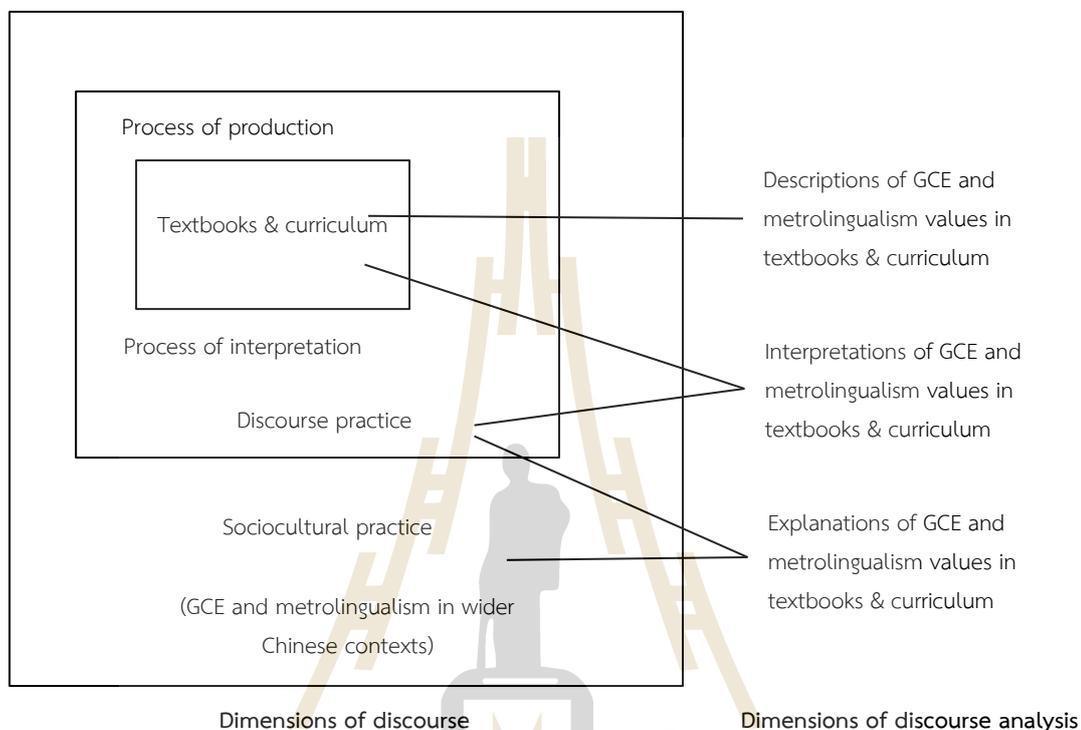 Process of production
Textbooks & curriculum
Process of interpretation
Discourse practice
Sociocultural practice
(GCE and metrolingualism in wider
Chinese contexts)
Descriptions of GCE and
metrolingualism values in
textbooks & curriculum
Interpretations of GCE and
metrolingualism values in
textbooks & curriculum
Explanations of GCE and
metrolingualism values in
textbooks & curriculum
Dimensions of discourse
Dimensions of discourse analysis